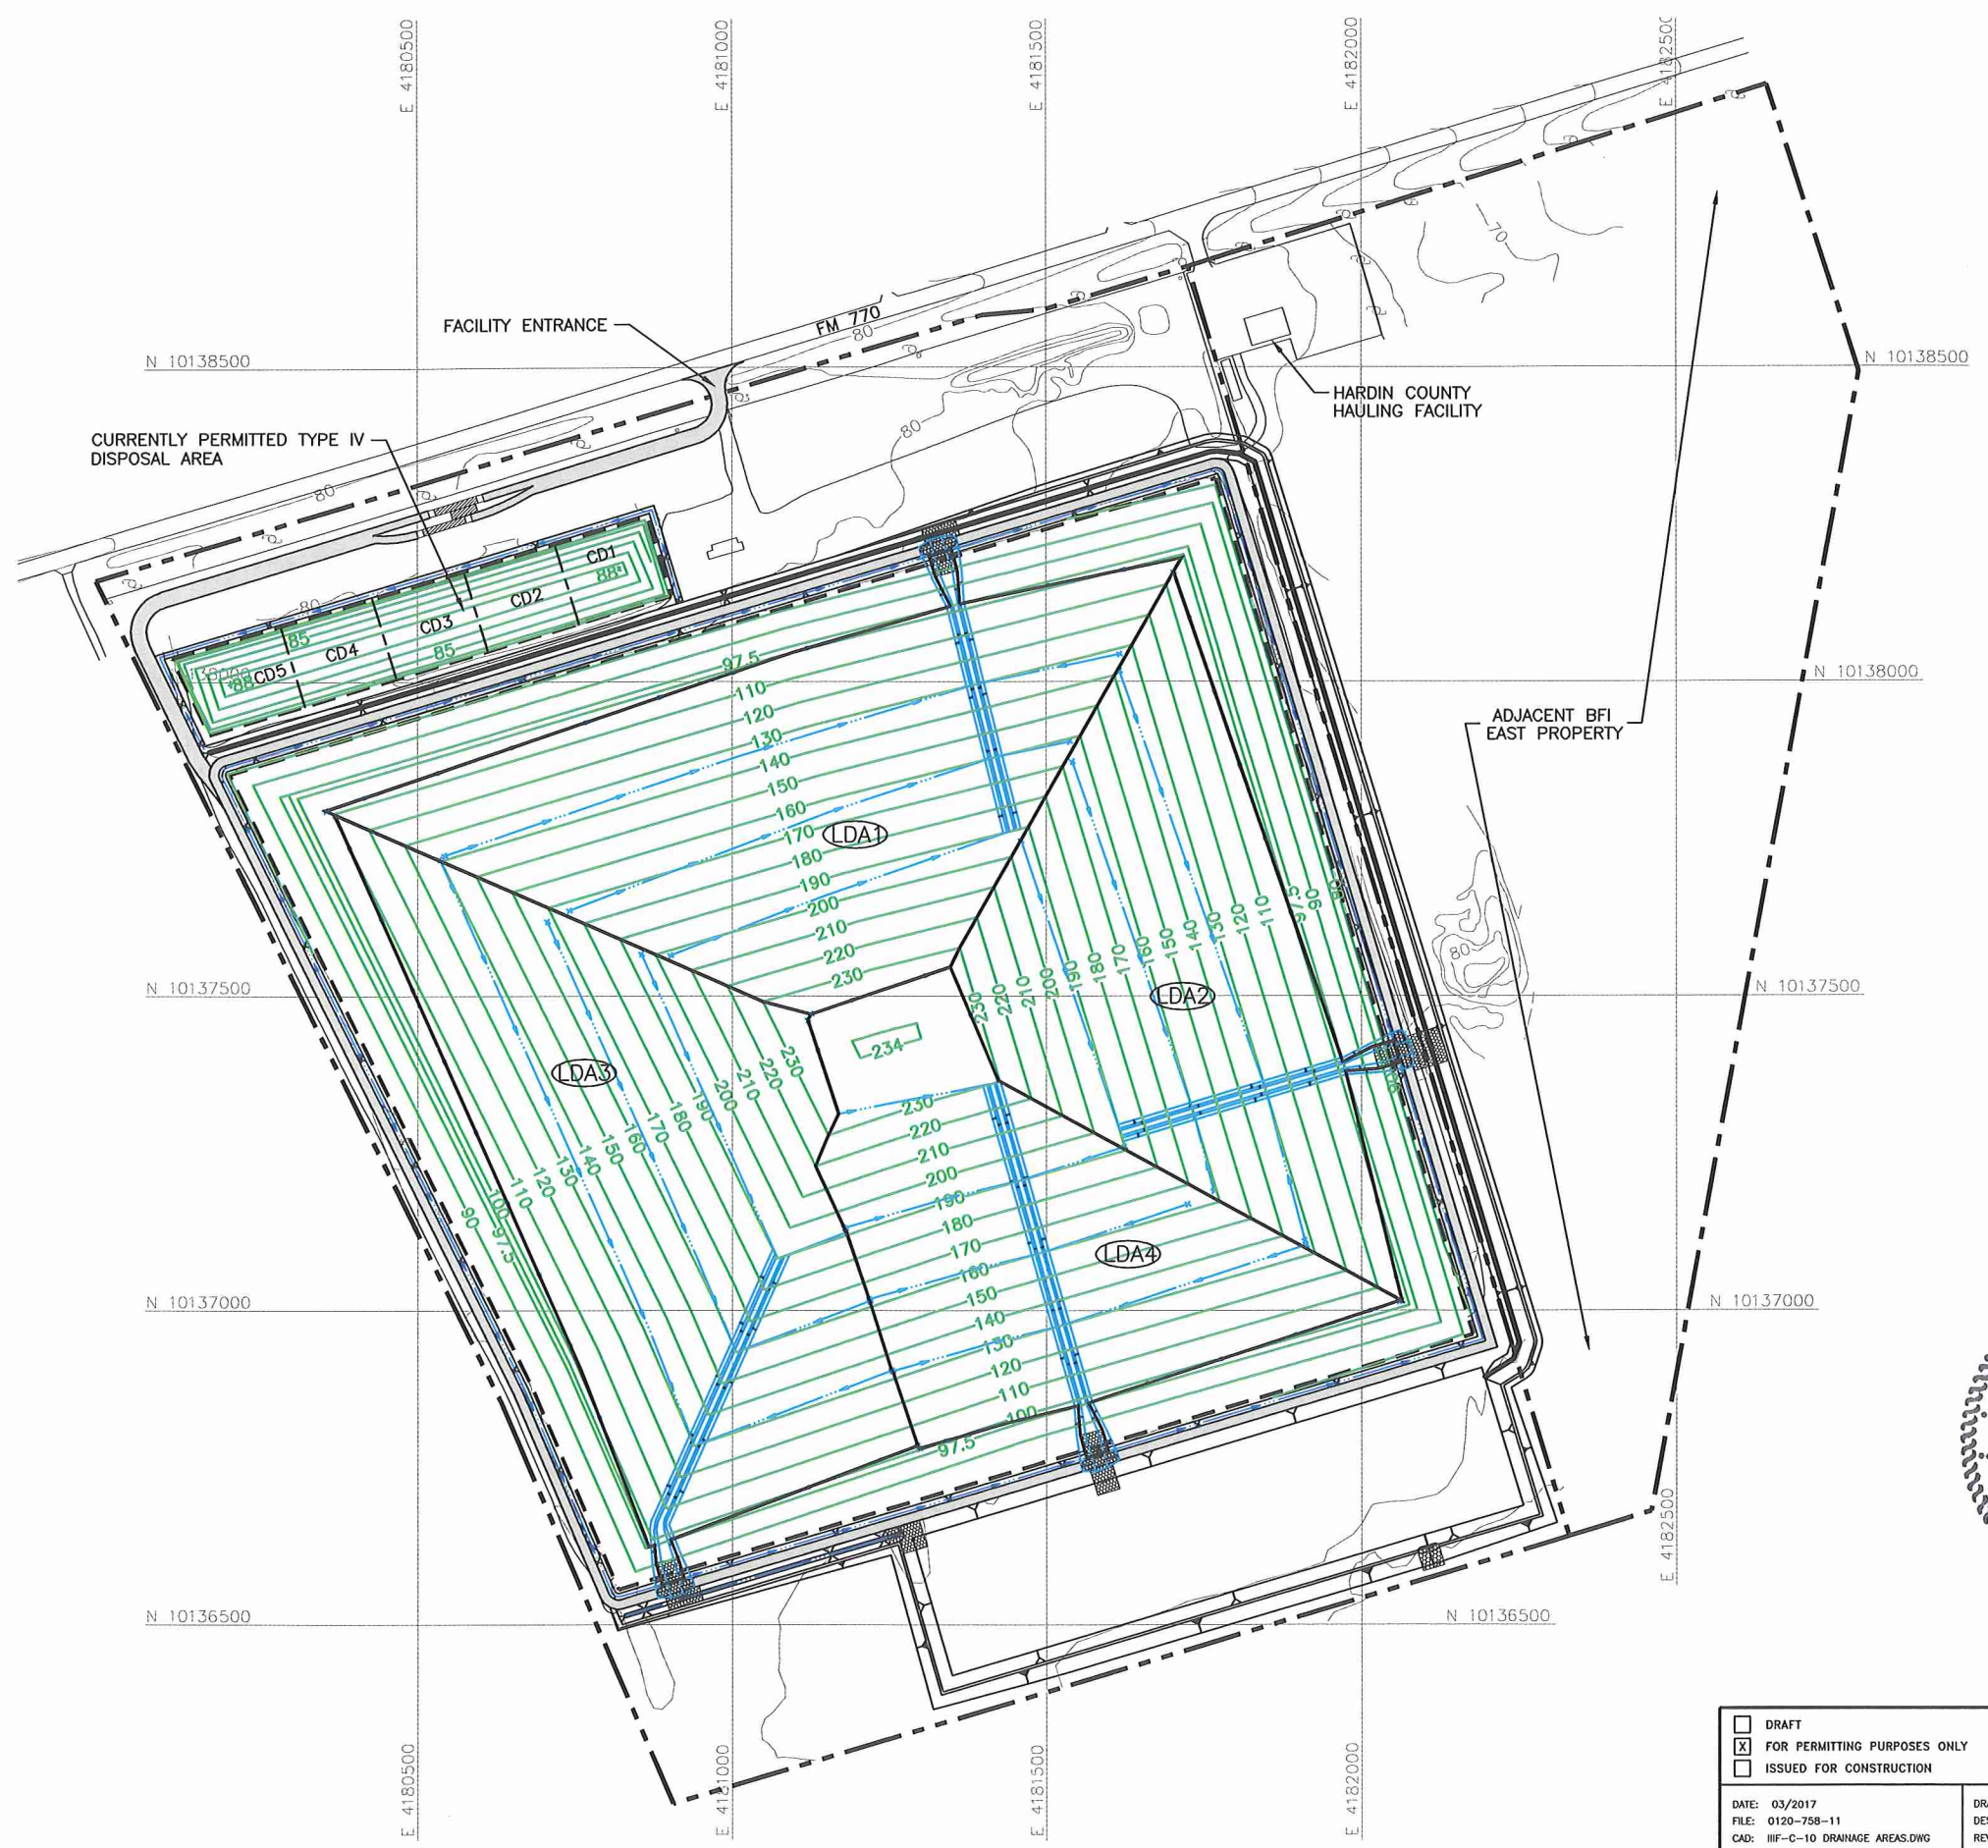 E 4180500
E 4181000
E 4181500
E 4182000
E 4182500
70
FM 770
80
FACILITY ENTRANCE
N 10138500
N 10138500
HARDIN COUNTY
HAULING FACILITY
CURRENTLY PERMITTED TYPE IV
DISPOSAL AREA
80
80
CD1
88
CD2
CD3
CD4
CD5
85
85
88
80
N 10138000
ADJACENT BFI
EAST PROPERTY
97.5
110
120
130
140
150
160
170
180
190
200
210
220
230
LDA1
80
N 10137500
N 10137500
230
220
210
200
190
180
170
160
150
140
130
120
110
97.5
90
LDA2
234
LDA3
230
220
210
200
190
180
170
160
150
140
130
120
110
100
97.5
90
230
220
210
200
190
180
170
160
150
140
130
120
110
100
97.5
LDA4
N 10137000
N 10137000
N 10136500
N 10136500
E 4180500
E 4181000
E 4181500
E 4182000
E 4182500
DRAFT
X FOR PERMITTING PURPOSES ONLY
ISSUED FOR CONSTRUCTION
DATE: 03/2017
FILE: 0120-758-11
CAD: IIIF-C-10 DRAINAGE AREAS.DWG